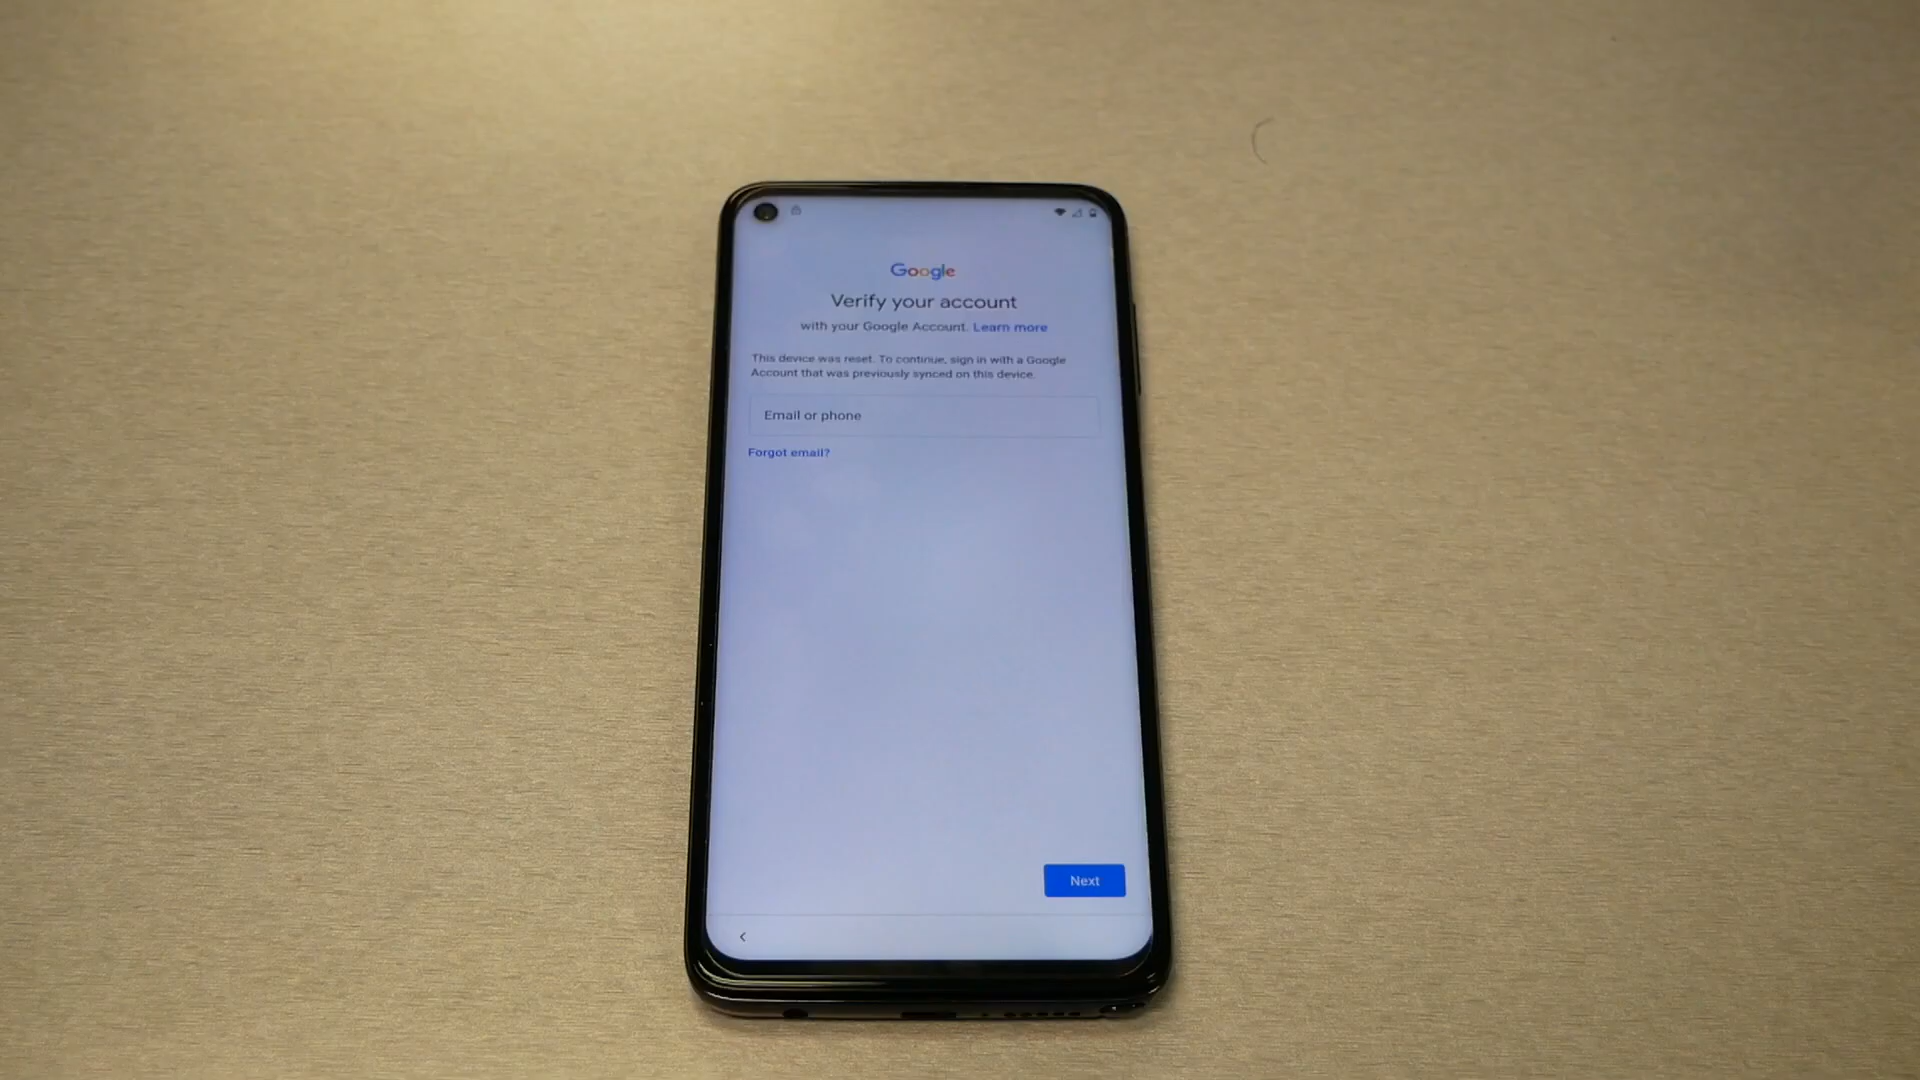 Google
Verify your account
with your Google Account. Learn more
This device was reset. To continue, sign in with a Google
Account that was previously synced on this device.
Email or phone
Forgot email?
Next